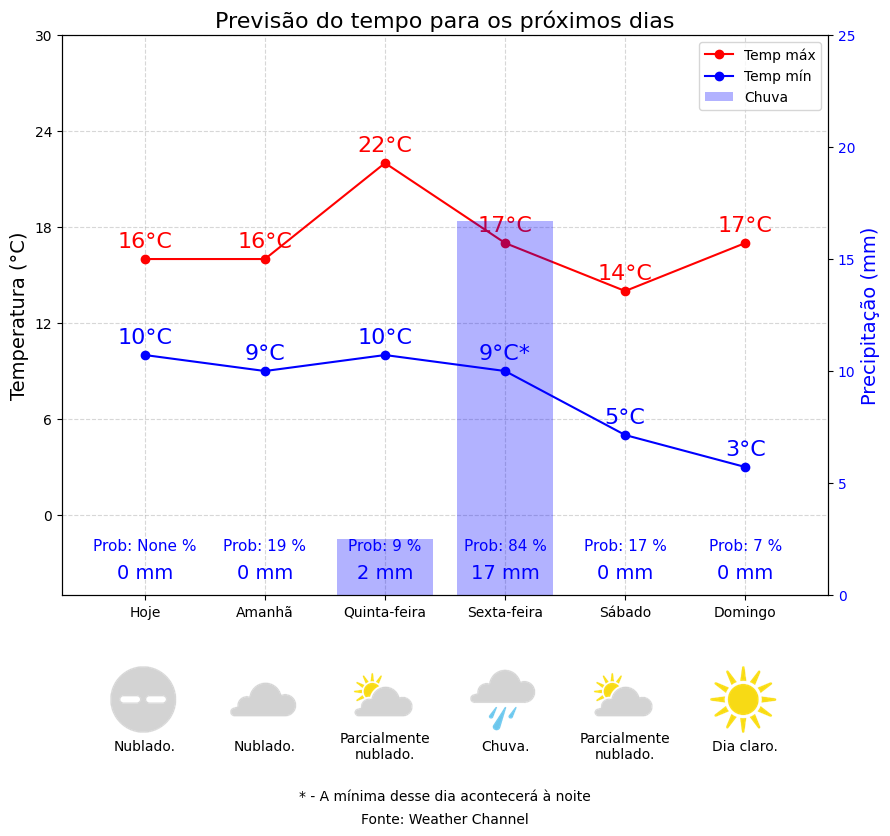 Previsão do tempo para os próximos dias
30
24
18
12
6
0
Temperatura (°C)
25
20
15
10
5
0
Precipitação (mm)
Temp máx
Temp mín
Chuva
16°C 16°C 22°C 17°C 14°C 17°C
10°C 9°C 10°C 9°C* 5°C 3°C
Prob: None % Prob: 19 % Prob: 9 % Prob: 84 % Prob: 17 % Prob: 7 %
0 mm 0 mm 2 mm 17 mm 0 mm 0 mm
Hoje Amanhã Quinta-feira Sexta-feira Sábado Domingo
Nublado.
Nublado.
Parcialmente
nublado.
Chuva.
Parcialmente
nublado.
Dia claro.
* - A mínima desse dia acontecerá à noite
Fonte: Weather Channel